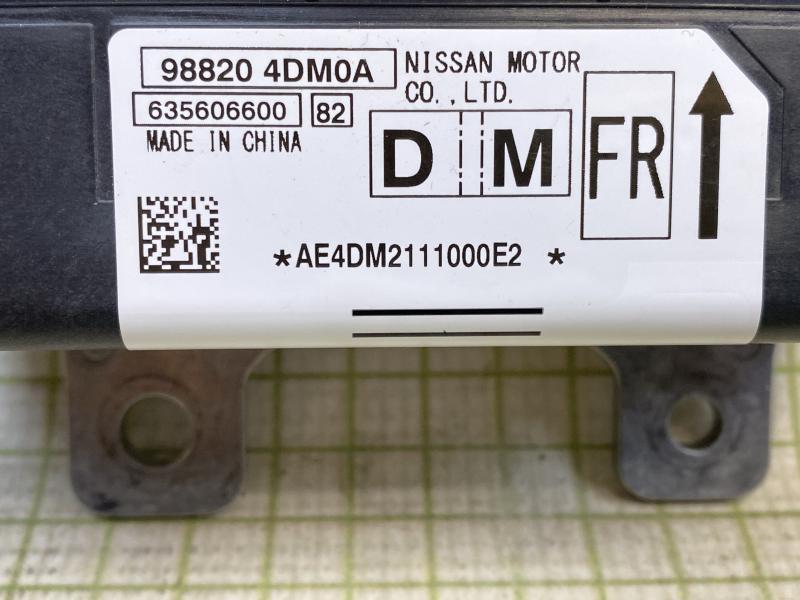 98820 4DM0A
NISSAN MOTOR
CO.,LTD.
635606600 82
MADE IN CHINA
D M
FR
*AE4DM2111000E2 *